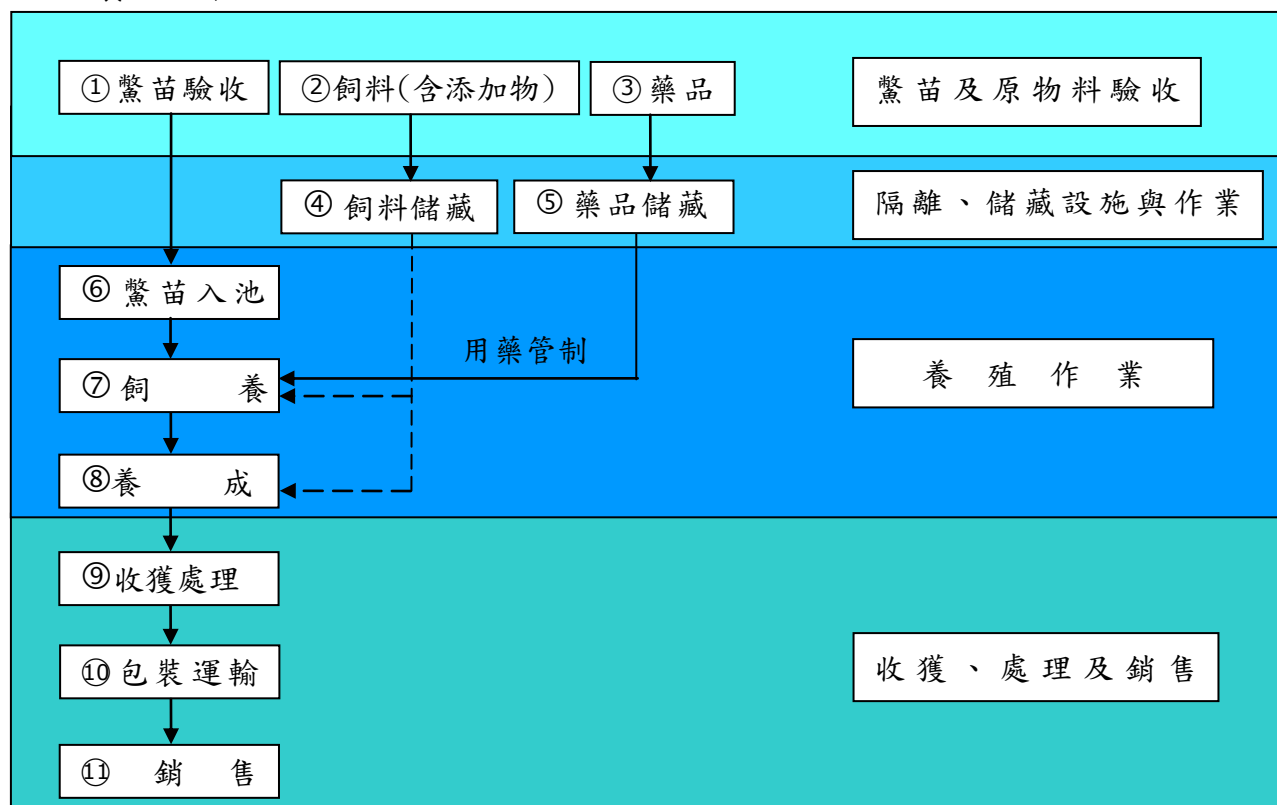 ①鱉苗驗收
②飼料(含添加物)
③藥品
鱉苗及原物料驗收
④飼料儲藏
⑤藥品儲藏
隔離、儲藏設施與作業
⑥鱉苗入池
用藥管制
⑦飼 養
養殖作業
⑧養 成
⑨收獲處理
⑩包裝運輸
收獲、處理及銷售
⑪ 銷 售